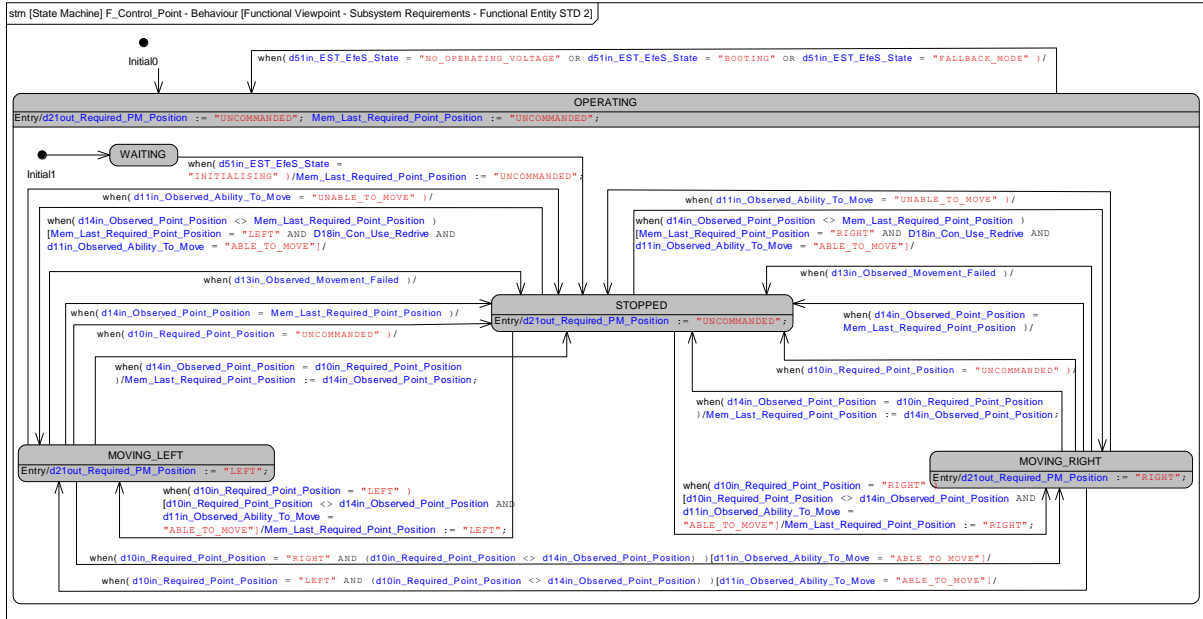 stm [State Machine] F_Control_Point - Behaviour [Functional Viewpoint - Subsystem Requirements - Functional Entity STD 2]
Initial0
when( d51in_EST_EfeS_State = "NO_OPERATING_VOLTAGE" OR d51in_EST_EfeS_State = "BOOTING" OR d51in_EST_EfeS_State = "FALLBACK_MODE" )/
OPERATING
Entry/d21out_Required_PM_Position := "UNCOMMANDED"; Mem_Last_Required_Point_Position := "UNCOMMANDED";
Initial1
WAITING
when( d51in_EST_EfeS_State =
"INITIALISING" )/Mem_Last_Required_Point_Position := "UNCOMMANDED";
when( d11in_Observed_Ability_To_Move = "UNABLE_TO_MOVE" )/
when( d14in_Observed_Point_Position <> Mem_Last_Required_Point_Position )
[Mem_Last_Required_Point_Position = "LEFT" AND D18in_Con_Use_Redrive AND
d11in_Observed_Ability_To_Move = "ABLE_TO_MOVE"]/
when( d11in_Observed_Ability_To_Move = "UNABLE_TO_MOVE" )/
when( d14in_Observed_Point_Position <> Mem_Last_Required_Point_Position )
[Mem_Last_Required_Point_Position = "RIGHT" AND D18in_Con_Use_Redrive AND
d11in_Observed_Ability_To_Move = "ABLE_TO_MOVE"]/
when( d13in_Observed_Movement_Failed )/
when( d13in_Observed_Movement_Failed )/
STOPPED
Entry/d21out_Required_PM_Position := "UNCOMMANDED";
when( d14in_Observed_Point_Position = Mem_Last_Required_Point_Position )/
when( d10in_Required_Point_Position = "UNCOMMANDED" )/
when( d14in_Observed_Point_Position =
Mem_Last_Required_Point_Position )/
when( d14in_Observed_Point_Position = d10in_Required_Point_Position
)/Mem_Last_Required_Point_Position := d14in_Observed_Point_Position;
when( d10in_Required_Point_Position = "UNCOMMANDED" )/
when( d14in_Observed_Point_Position = d10in_Required_Point_Position
)/Mem_Last_Required_Point_Position := d14in_Observed_Point_Position;
MOVING_LEFT
Entry/d21out_Required_PM_Position := "LEFT";
MOVING_RIGHT
Entry/d21out_Required_PM_Position := "RIGHT";
when( d10in_Required_Point_Position = "LEFT" )
[d10in_Required_Point_Position <> d14in_Observed_Point_Position AND
d11in_Observed_Ability_To_Move =
"ABLE_TO_MOVE"]/Mem_Last_Required_Point_Position := "LEFT";
when( d10in_Required_Point_Position = "RIGHT" )
[d10in_Required_Point_Position <> d14in_Observed_Point_Position AND
d11in_Observed_Ability_To_Move =
"ABLE_TO_MOVE"]/Mem_Last_Required_Point_Position := "RIGHT";
when( d10in_Required_Point_Position = "RIGHT" AND (d10in_Required_Point_Position <> d14in_Observed_Point_Position) )[d11in_Observed_Ability_To_Move = "ABLE_TO_MOVE"]/
when( d10in_Required_Point_Position = "LEFT" AND (d10in_Required_Point_Position <> d14in_Observed_Point_Position) )[d11in_Observed_Ability_To_Move = "ABLE_TO_MOVE"]/